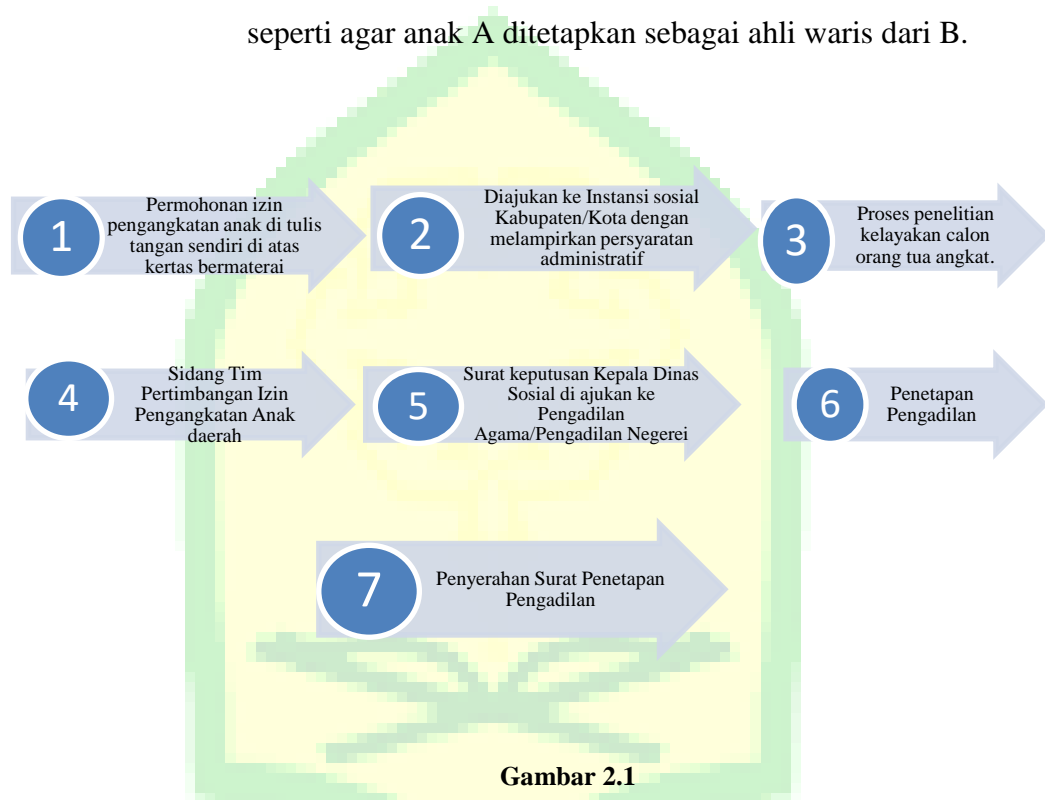 seperti agar anak A ditetapkan sebagai ahli waris dari B.
1
Permohonan izin
pengangkatan anak di tulis
tangan sendiri di atas
kertas bermaterai
2
Diajukan ke Instansi sosial
Kabupaten/Kota dengan
melampirkan persyaratan
administratif
3
Proses penelitian
kelayakan calon
orang tua angkat.
4
Sidang Tim
Pertimbangan Izin
Pengangkatan Anak
daerah
5
Surat keputusan Kepala Dinas
Sosial di ajukan ke
Pengadilan
Agama/Pengadilan Negerei
6
Penetapan
Pengadilan
7
Penyerahan Surat Penetapan
Pengadilan
Gambar 2.1